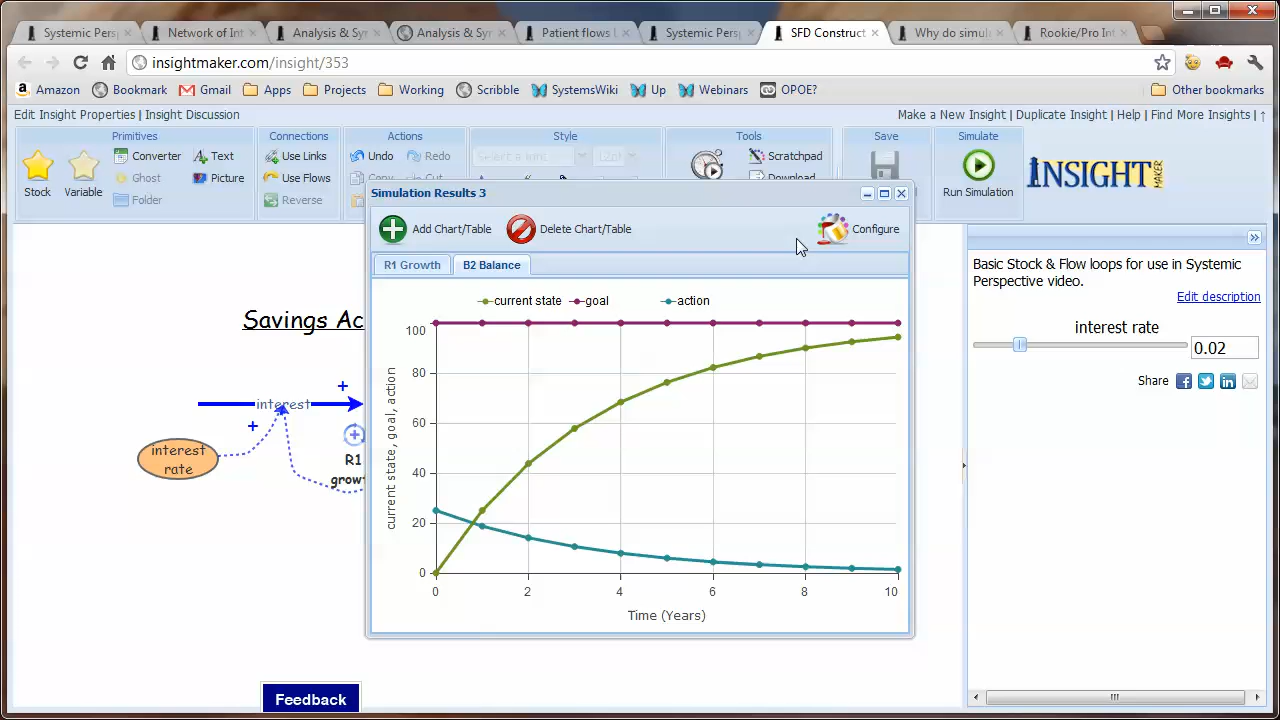 Systemic Persp
Network of Int
Analysis & Sy
Analysis & Sy
Patient flows
Systemic Persp
SFD Construct
Why do simul
Rookie/Pro Int
insightmaker.com/insight/353
Amazon
Bookmark
Gmail
Apps
Projects
Working
Scribble
SystemsWiki
Up
Webinars
OPOE?
Other bookmarks
Edit Insight Properties | Insight Discussion
Make a New Insight | Duplicate Insight | Help | Find More Insights | ↑
Primitives
Connections
Actions
Style
Tools
Save
Simulate
Stock
Variable
Converter
Ghost
Folder
Text
Picture
Use Links
Use Flows
Reverse
Undo
Redo
Copy
Cut
Scratchpad
Download
Run Simulation
INSIGHT MAKER
Simulation Results 3
Add Chart/Table
Delete Chart/Table
Configure
R1 Growth
B2 Balance
current state
goal
action
100
80
60
40
20
0
current state, goal, action
0 2 4 6 8 10
Time (Years)
Savings Ac
+
interest
+
+
interest
rate
R1
growt
Basic Stock & Flow loops for use in Systemic
Perspective video.
Edit description
interest rate
0.02
Share
Feedback